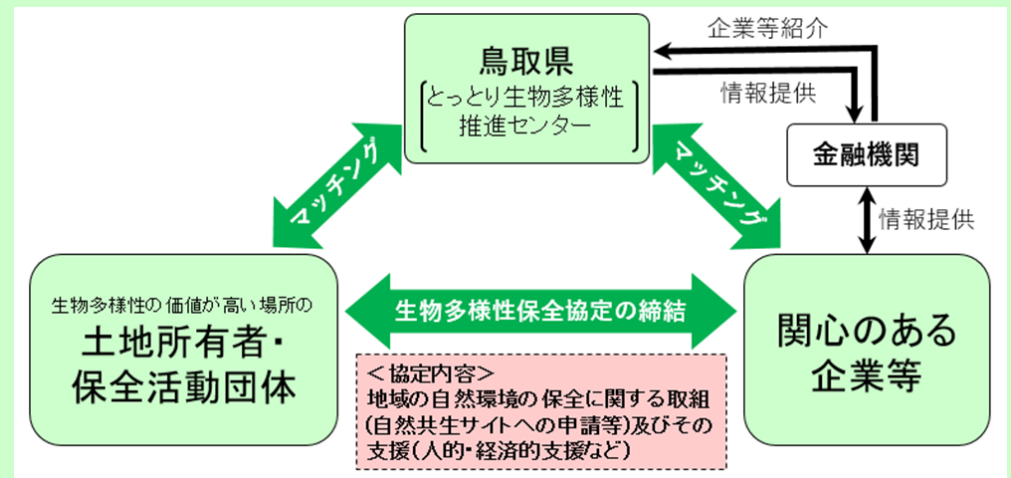 企業等紹介
鳥取県
とっとり生物多様性
推進センター
情報提供
金融機関
マッチング
マッチング
情報提供
生物多様性の価値が高い場所の
土地所有者・
保全活動団体
生物多様性保全協定の締結
関心のある
企業等
＜協定内容＞
地域の自然環境の保全に関する取組
(自然共生サイトへの申請等)及びその
支援(人的・経済的支援など)